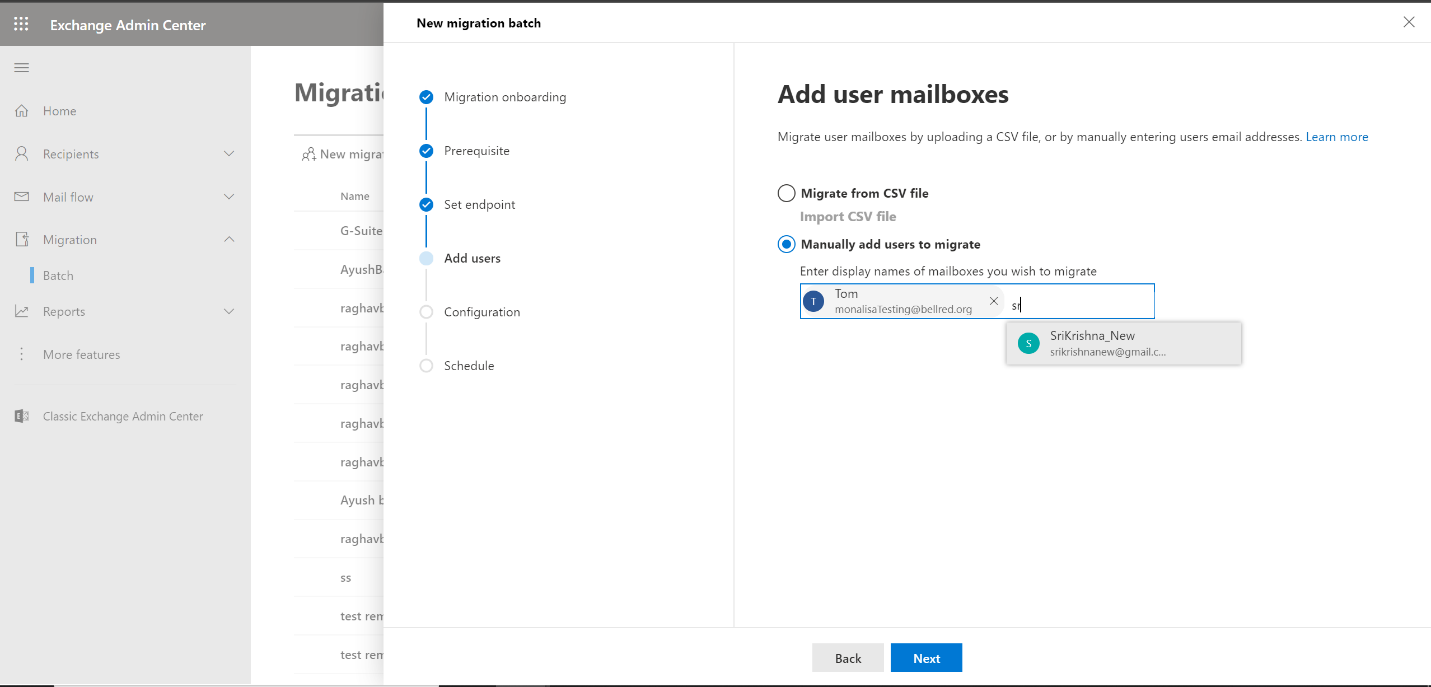 Exchange Admin Center
Home
Recipients
Mail flow
Migration
Batch
Reports
More features
Classic Exchange Admin Center
Migrati
New migra
Name
G-Suite
AyushB
raghavb
raghavb
raghavb
raghavb
raghavb
Ayush b
raghavb
ss
test rem
test rem
New migration batch
Migration onboarding
Prerequisite
Set endpoint
Add users
Configuration
Schedule
Add user mailboxes
Migrate user mailboxes by uploading a CSV file, or by manually entering users email addresses. Learn more
Migrate from CSV file
Import CSV file
Manually add users to migrate
Enter display names of mailboxes you wish to migrate
T
Tom
monalisaTesting@bellred.org
sr
S
SriKrishna_New
srikrishnanew@gmail.c...
Back
Next